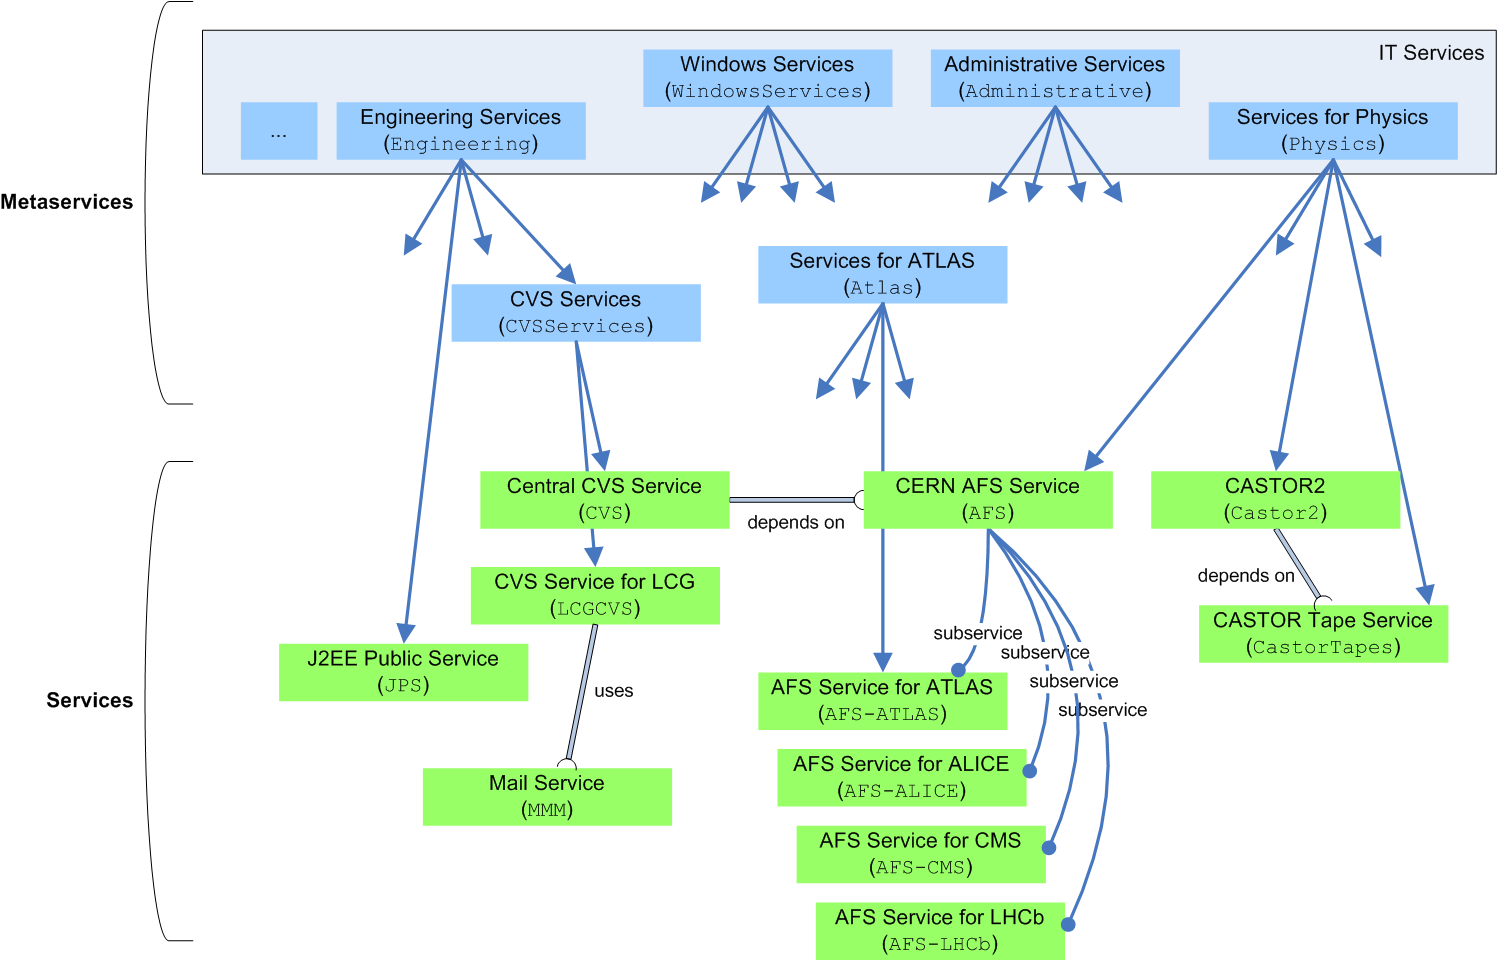 IT Services
Windows Services
(WindowsServices)
Administrative Services
(Administrative)
...
Engineering Services
(Engineering)
Services for Physics
(Physics)
Metaservices
Services for ATLAS
(Atlas)
CVS Services
(CVSServices)
Central CVS Service
(CVS)
depends on
CERN AFS Service
(AFS)
CASTOR2
(Castor2)
depends on
CVS Service for LCG
(LCGCVS)
CASTOR Tape Service
(CastorTapes)
subservice
subservice
subservice
subservice
J2EE Public Service
(JPS)
uses
Services
AFS Service for ATLAS
(AFS-ATLAS)
Mail Service
(MMM)
AFS Service for ALICE
(AFS-ALICE)
AFS Service for CMS
(AFS-CMS)
AFS Service for LHCb
(AFS-LHCb)